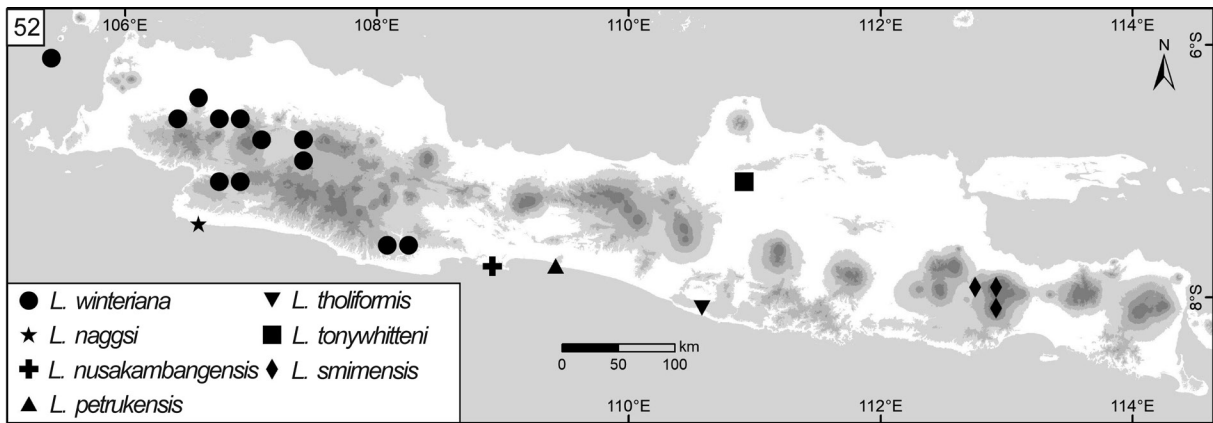 52
106°E
108°E
110°E
112°E
114°E
6°S
N
8°S
L. winteriana
L. naggsi
L. nusakambangensis
L. petrukensis
L. tholiformis
L. tonywhitteni
L. smimensis
km
0 50 100
110°E
112°E
114°E